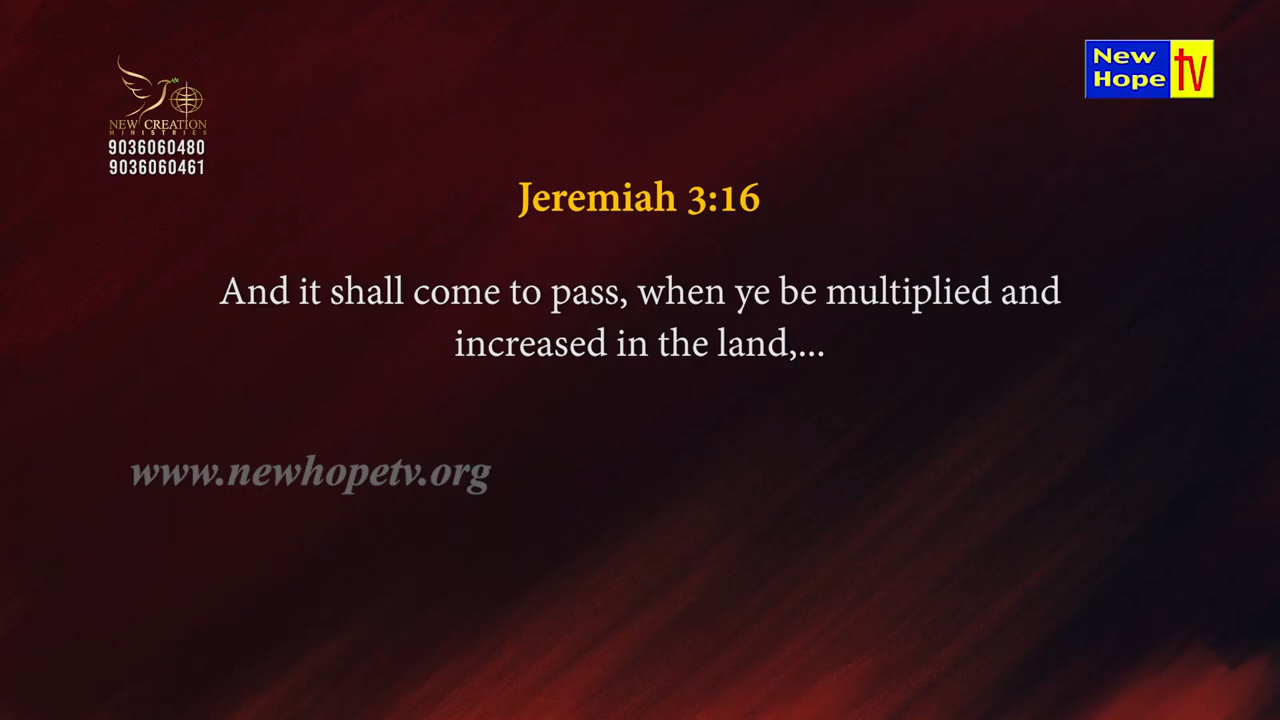 New
Hope
tv
NEW CREATION
MINISTRIES
9036060480
9036060461
Jeremiah 3:16
And it shall come to pass, when ye be multiplied and
increased in the land,...
www.newhopetv.org